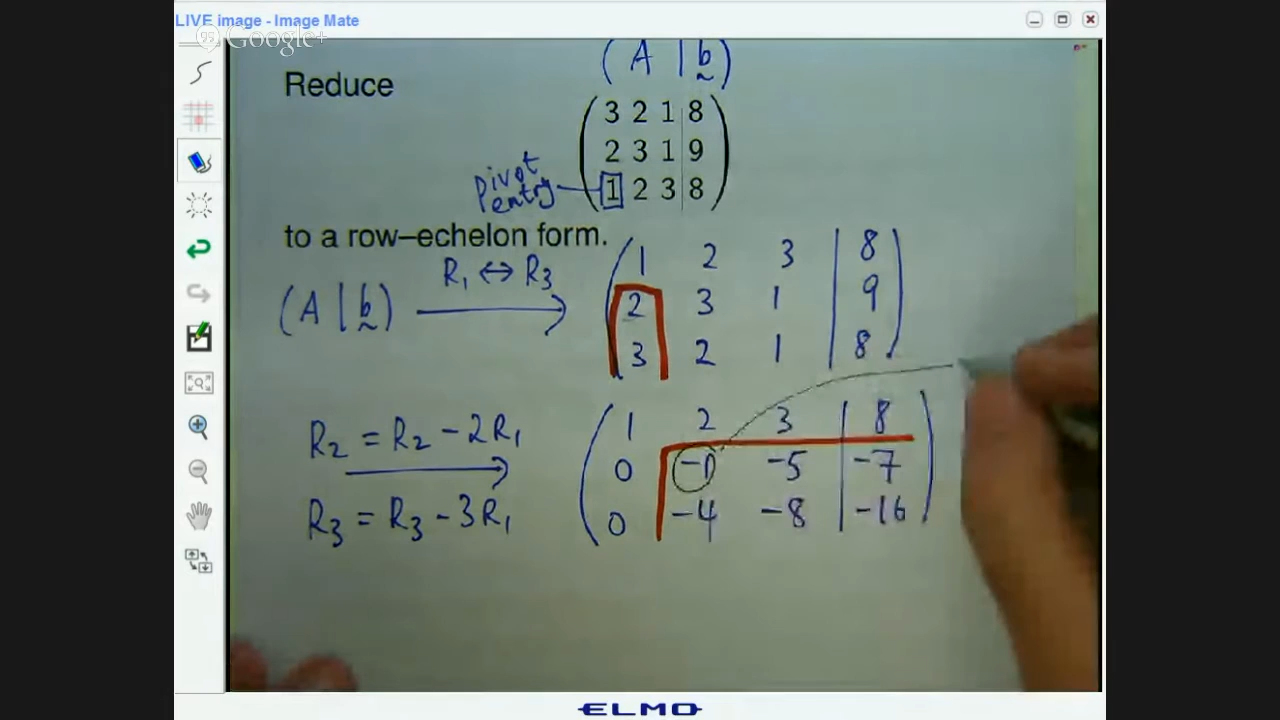 LIVE image - Image Mate
Google+
Reduce
( A | b )
3 2 1 8
2 3 1 9
1 2 3 8
Pivot
entry
to a row–echelon form.
(A | b) R1 ↔ R3
1 2 3 | 8
2 3 1 | 9
3 2 1 | 8
R2 = R2 - 2R1
R3 = R3 - 3R1
1 2 3 | 8
0 -1 -5 | -7
0 -4 -8 | -16
ELMO